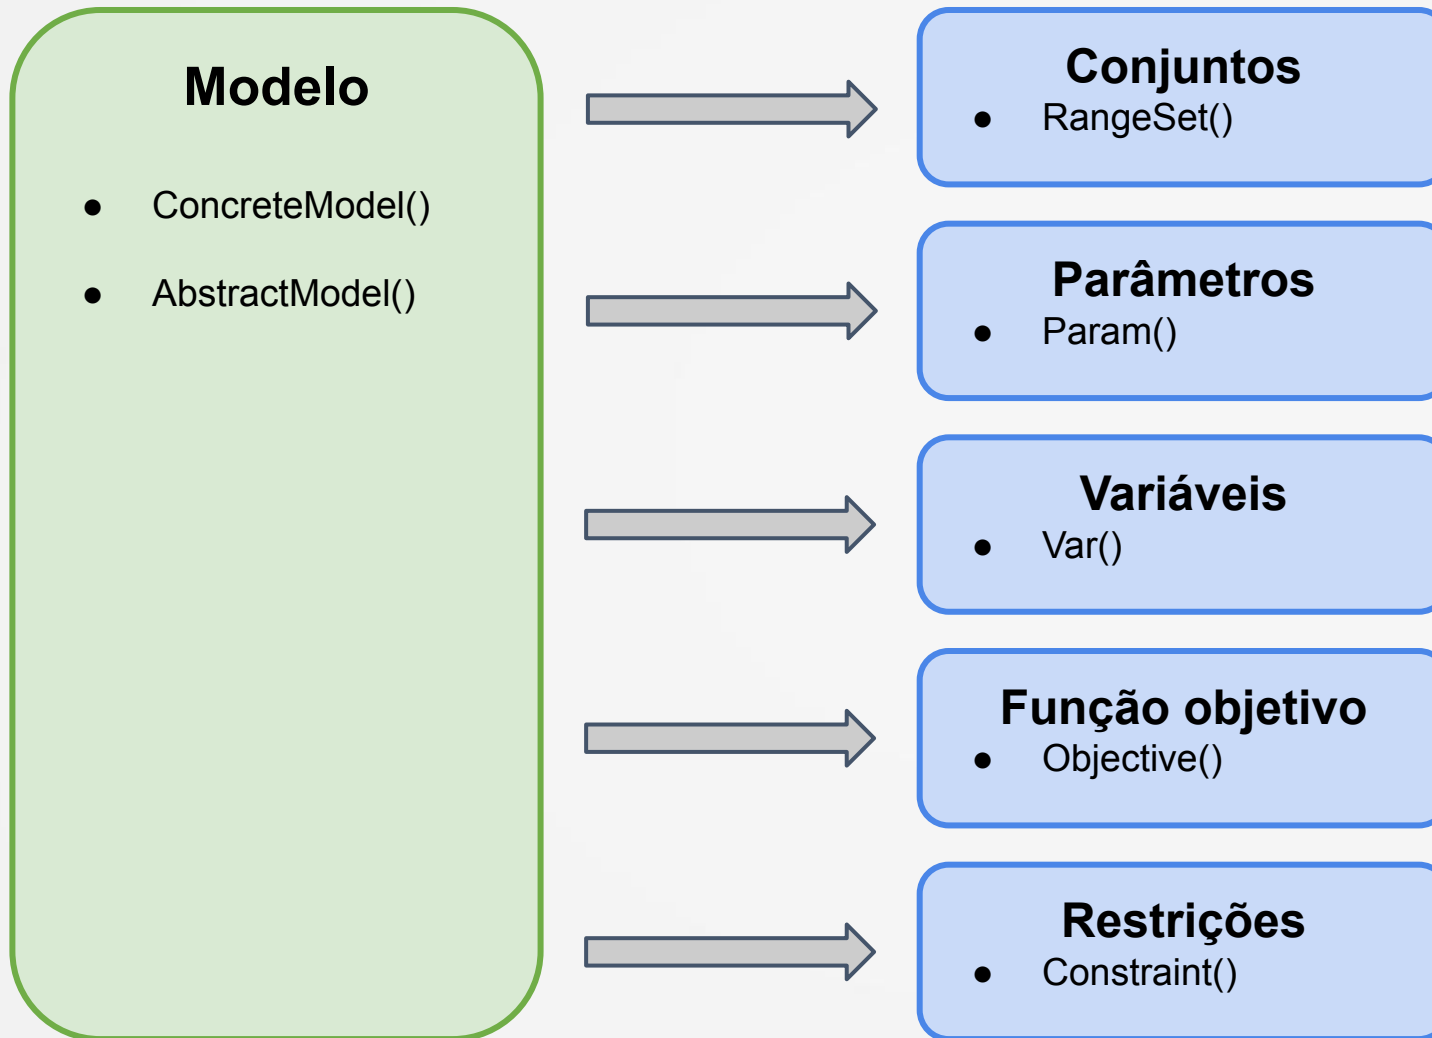 Modelo
● ConcreteModel()
● AbstractModel()
Conjuntos
● RangeSet()
Parâmetros
● Param()
Variáveis
● Var()
Função objetivo
● Objective()
Restrições
● Constraint()